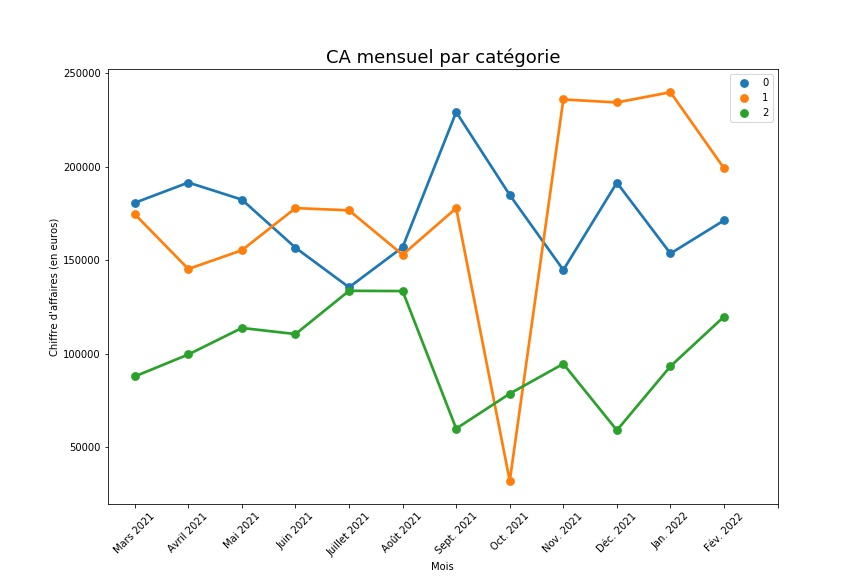 CA mensuel par catégorie
0
1
2
Chiffre d'affaires (en euros)
250000
200000
150000
100000
50000
Mars 2021
Avril 2021
Mai 2021
Juin 2021
Juillet 2021
Août 2021
Sept. 2021
Oct. 2021
Nov. 2021
Déc. 2021
Jan. 2022
Fév. 2022
Mois